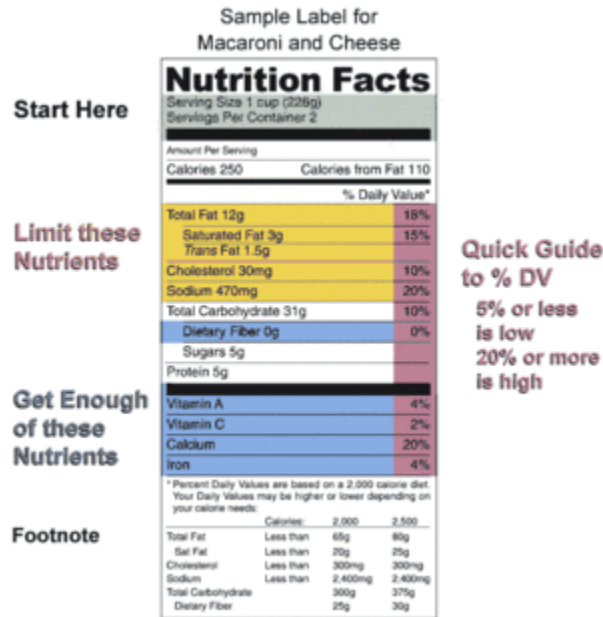 Sample Label for
Macaroni and Cheese
Nutrition Facts
Start Here
Serving Size 1 cup (228g)
Servings Per Container 2
Amount Per Serving
Calories 250 Calories from Fat 110
% Daily Value*
Limit these
Nutrients
Total Fat 12g 18%
Saturated Fat 3g 15%
Trans Fat 1.5g
Cholesterol 30mg 10%
Sodium 470mg 20%
Total Carbohydrate 31g 10%
Dietary Fiber 0g 0%
Sugars 5g
Protein 5g
Quick Guide
to % DV
5% or less
is low
20% or more
is high
Get Enough
of these
Nutrients
Vitamin A 4%
Vitamin C 2%
Calcium 20%
Iron 4%
Footnote
* Percent Daily Values are based on a 2,000 calorie diet.
Your Daily Values may be higher or lower depending on
your calorie needs:
Calories: 2,000 2,500
Total Fat Less than 65g 80g
Sat Fat Less than 20g 25g
Cholesterol Less than 300mg 300mg
Sodium Less than 2,400mg 2,400mg
Total Carbohydrate 300g 375g
Dietary Fiber 25g 30g